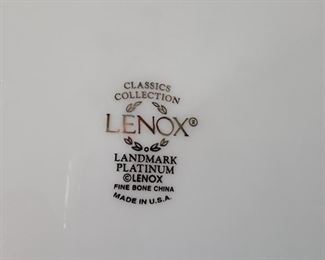 CLASSICS
COLLECTION
LENOX®
LANDMARK
PLATINUM
©LENOX
FINE BONE CHINA
MADE IN U.S.A.